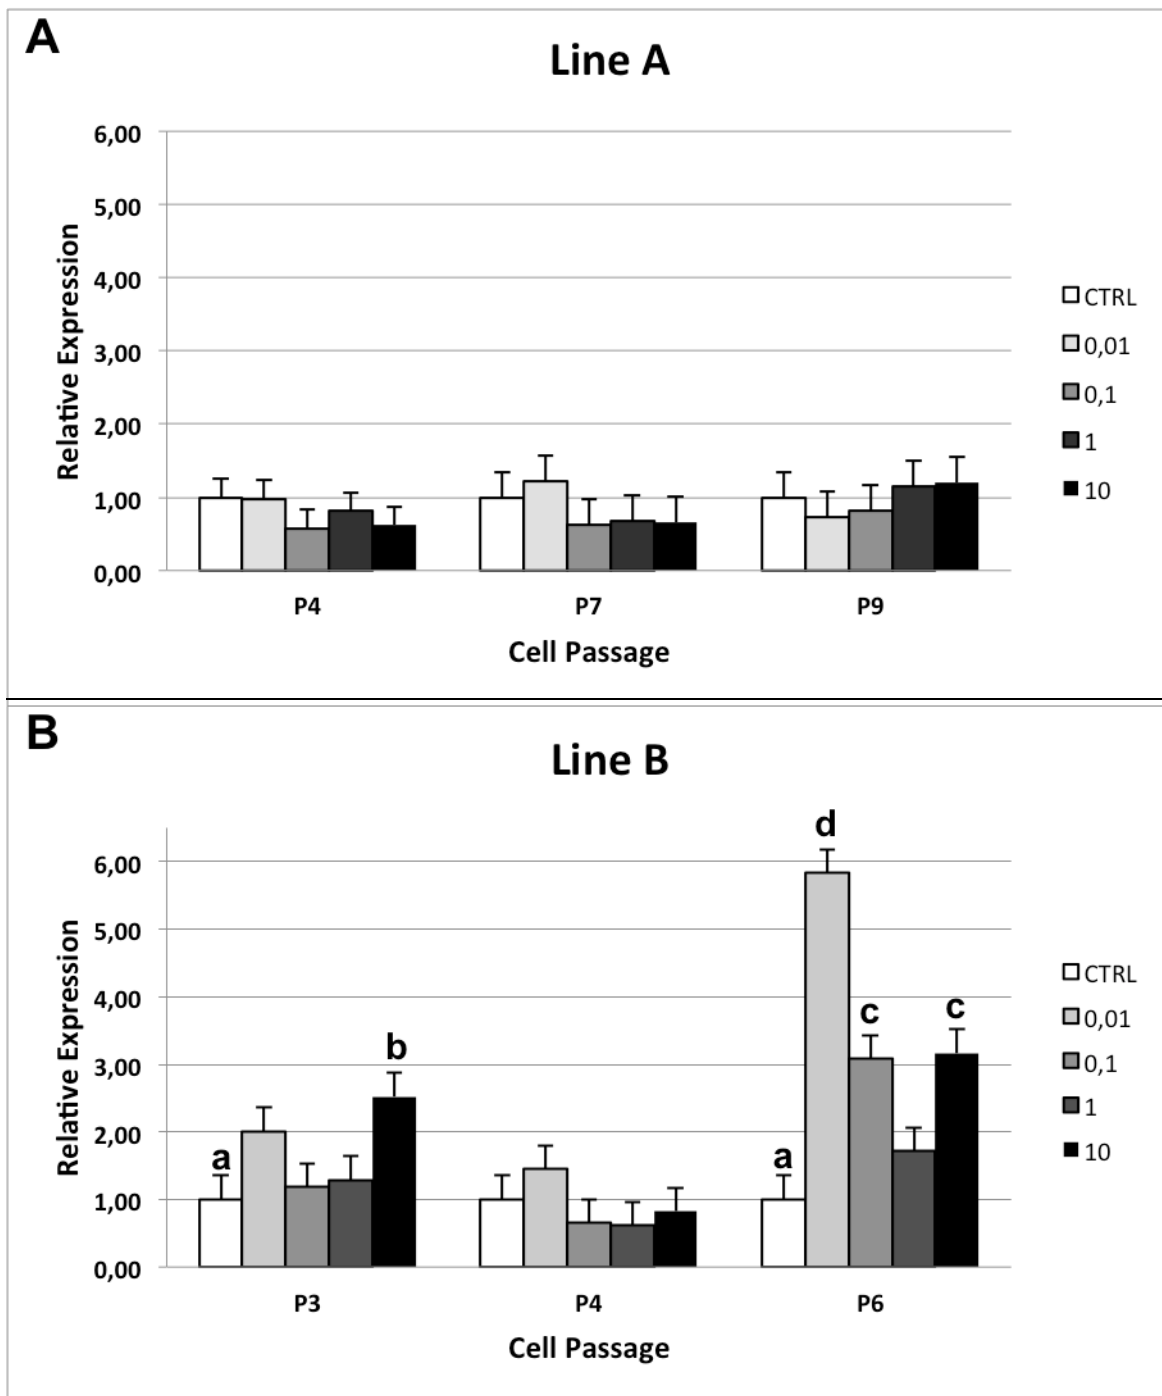 A
Line A
6,00
5,00
4,00
3,00
2,00
1,00
0,00
Relative Expression
P4 P7 P9
Cell Passage
CTRL
0,01
0,1
1
10
B
Line B
6,00
5,00
4,00
3,00
2,00
1,00
0,00
Relative Expression
a b a d c c
P3 P4 P6
Cell Passage
CTRL
0,01
0,1
1
10